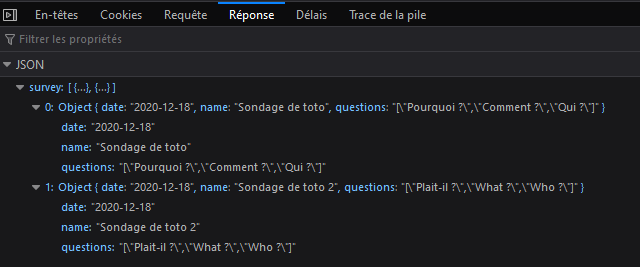 En-têtes Cookies Requête Réponse Délais Trace de la pile
Filtrer les propriétés
JSON
survey: [ {…}, {…} ]
0: Object { date: "2020-12-18", name: "Sondage de toto", questions: "[\"Pourquoi ?\",\"Comment ?\",\"Qui ?\"]" }
date: "2020-12-18"
name: "Sondage de toto"
questions: "[\"Pourquoi ?\",\"Comment ?\",\"Qui ?\"]"
1: Object { date: "2020-12-18", name: "Sondage de toto 2", questions: "[\"Plait-il ?\",\"What ?\",\"Who ?\"]" }
date: "2020-12-18"
name: "Sondage de toto 2"
questions: "[\"Plait-il ?\",\"What ?\",\"Who ?\"]"